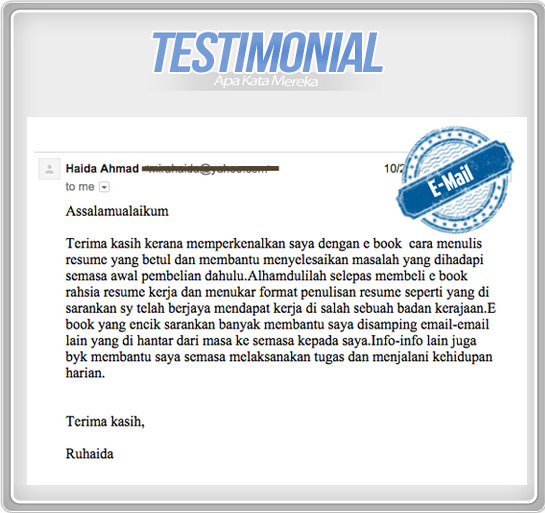 TESTIMONIAL
Apa Kata Mereka
Haida Ahmad
to me
E-Mail
Assalamualaikum
Terima kasih kerana memperkenalkan saya dengan e book cara menulis
resume yang betul dan membantu menyelesaikan masalah yang dihadapi
semasa awal pembelian dahulu.Alhamdulilah selepas membeli e book
rahsia resume kerja dan menukar format penulisan resume seperti yang di
sarankan sy telah berjaya mendapat kerja di salah sebuah badan kerajaan.E
book yang encik sarankan banyak membantu saya disamping email-email
lain yang di hantar dari masa ke semasa kepada saya.Info-info lain juga
byk membantu saya semasa melaksanakan tugas dan menjalani kehidupan
harian.
Terima kasih,
Ruhaida